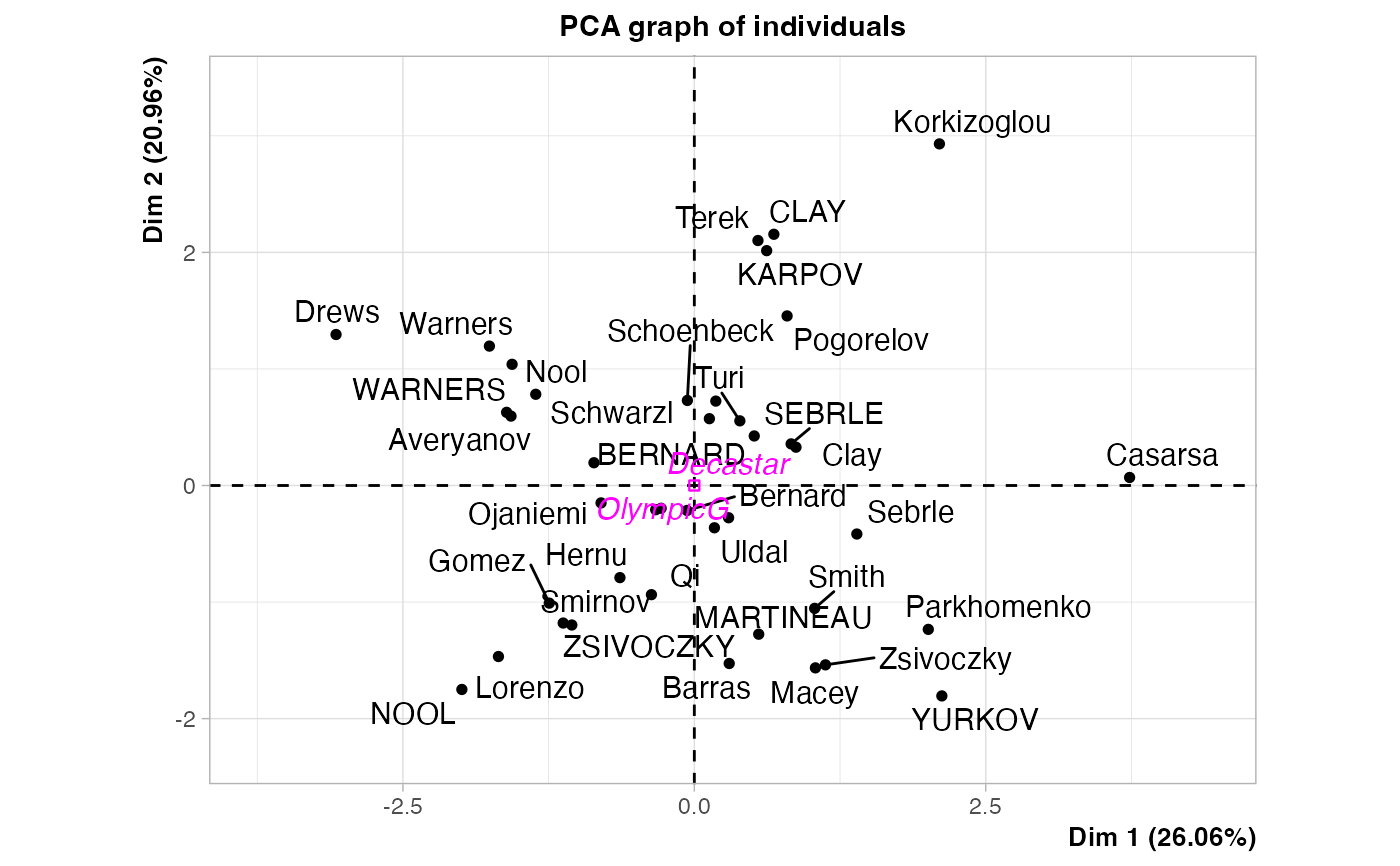 PCA graph of individuals
Dim 2 (20.96%)
Korkizoglou
Terek
CLAY
KARPOV
2
Drews
Warners
Schoenbeck
Pogorelov
Nool
Turi
WARNERS
Schwarzl
SEBRLE
Averyanov
BERNARD
Clay
Casarsa
Decastar
0
Bernard
OlympicG
Ojaniemi
Sebrle
Uldal
Hernu
Gomez
Qi
Smith
Smirnov
Parkhomenko
MARTINEAU
ZSIVOCZKY
Zsivoczky
Lorenzo
Barras
Macey
NOOL
YURKOV
-2
-2.5
0.0
2.5
Dim 1 (26.06%)